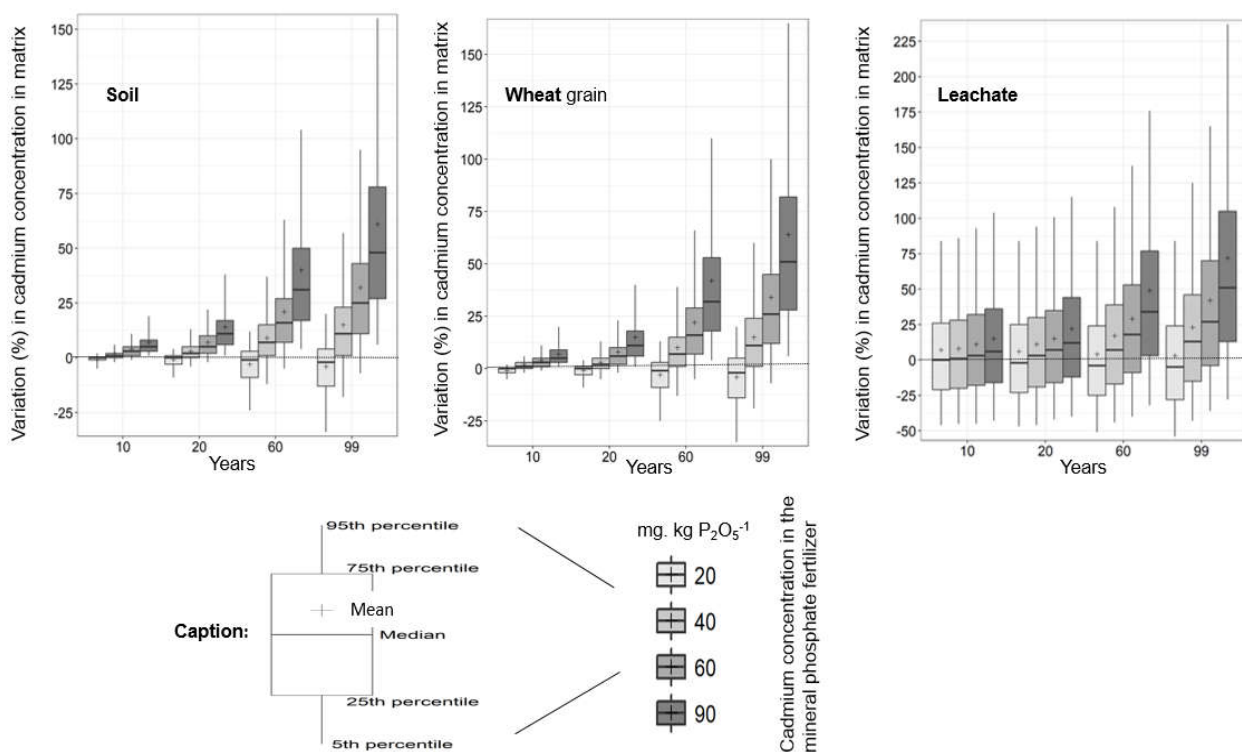 Variation (%) in cadmium concentration in matrix
150
125
100
75
50
25
0
-25
Soil
10 20 60 99
Years
Variation (%) in cadmium concentration in matrix
150
125
100
75
50
25
0
-25
Wheat grain
10 20 60 99
Years
Variation (%) in cadmium concentration in matrix
225
200
175
150
125
100
75
50
25
0
-25
-50
Leachate
10 20 60 99
Years
Caption:
95th percentile
75th percentile
Mean
Median
25th percentile
5th percentile
mg. kg P₂O₅⁻¹
20
40
60
90
Cadmium concentration in the
mineral phosphate fertilizer